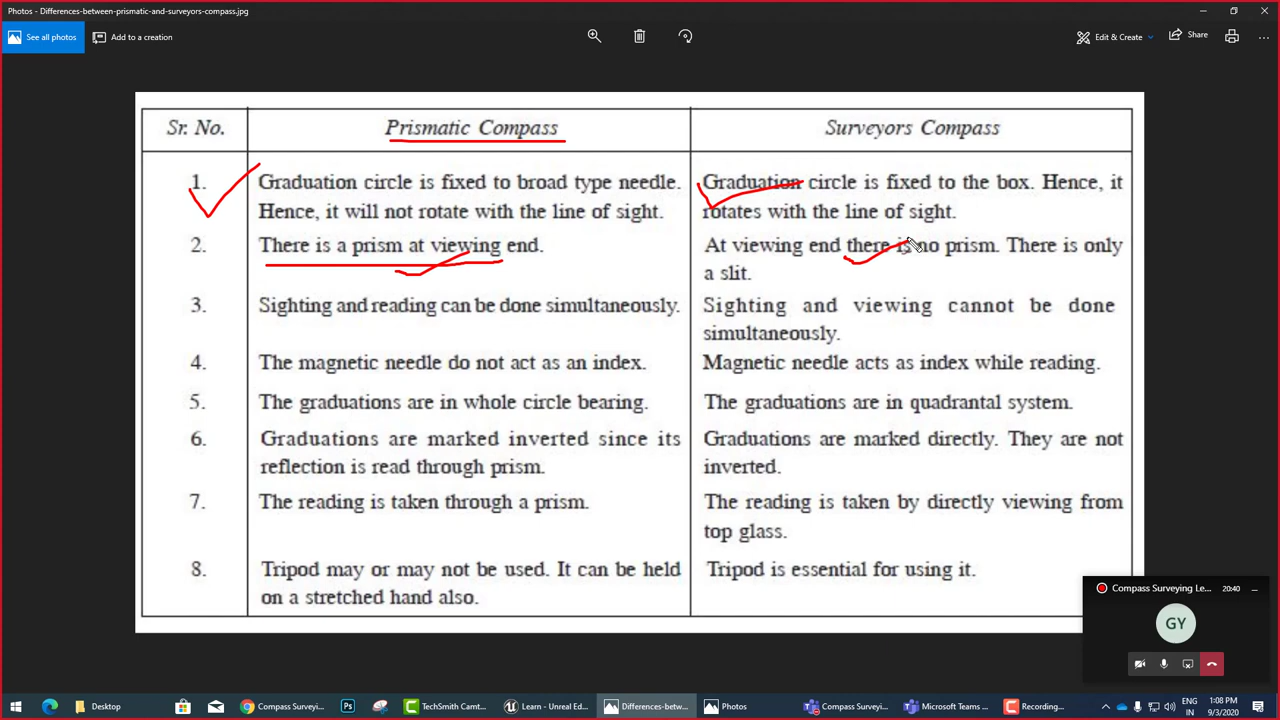 Photos - Differences-between-prismatic-and-surveyors-compass.jpg
See all photos
Add to a creation
Edit & Create
Share
Sr. No.
Prismatic Compass
Surveyors Compass
1.
Graduation circle is fixed to broad type needle.
Hence, it will not rotate with the line of sight.
Graduation circle is fixed to the box. Hence, it
rotates with the line of sight.
2.
There is a prism at viewing end.
At viewing end there is no prism. There is only
a slit.
3.
Sighting and reading can be done simultaneously.
Sighting and viewing cannot be done
simultaneously.
4.
The magnetic needle do not act as an index.
Magnetic needle acts as index while reading.
5.
The graduations are in whole circle bearing.
The graduations are in quadrantal system.
6.
Graduations are marked inverted since its
reflection is read through prism.
Graduations are marked directly. They are not
inverted.
7.
The reading is taken through a prism.
The reading is taken by directly viewing from
top glass.
8.
Tripod may or may not be used. It can be held
on a stretched hand also.
Tripod is essential for using it.
Compass Surveying Le...
20:40
GY
Desktop
Compass Surveyi...
Ps
TechSmith Camt...
Learn - Unreal Ed...
Differences-betw...
Photos
Compass Surveyi...
Microsoft Teams ...
Recording...
ENG
IN
1:08 PM
9/3/2020